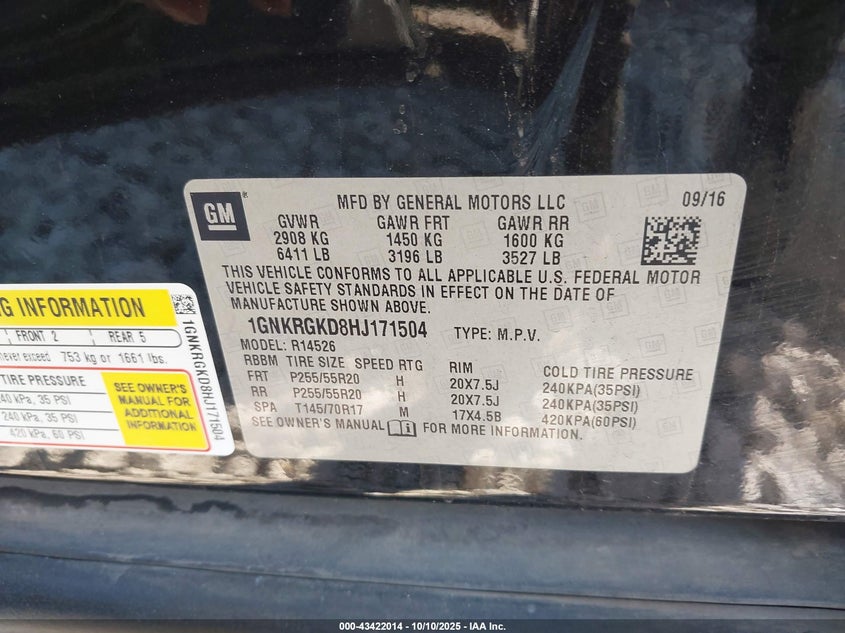 GM
MFD BY GENERAL MOTORS LLC
09/16
GVWR GAWR FRT GAWR RR
2908 KG 1450 KG 1600 KG
6411 LB 3196 LB 3527 LB
THIS VEHICLE CONFORMS TO ALL APPLICABLE U.S. FEDERAL MOTOR
VEHICLE SAFETY STANDARDS IN EFFECT ON THE DATE OF
MANUFACTURE SHOWN ABOVE.
1GNKRGKD8HJ171504 TYPE: M.P.V.
MODEL: R14526
RBBM TIRE SIZE SPEED RTG RIM COLD TIRE PRESSURE
FRT P255/55R20 H 20X7.5J 240KPA(35PSI)
RR P255/55R20 H 20X7.5J 240KPA(35PSI)
SPA T145/70R17 M 17X4.5B 420KPA(60PSI)
SEE OWNER'S MANUAL FOR MORE INFORMATION.
G INFORMATION
FRONT 2 REAR 5
never exceed 753 kg or 1661 lbs.
TIRE PRESSURE
240 kPa, 35 PSI
240 kPa, 35 PSI
420 kPa, 60 PSI
SEE OWNER'S
MANUAL FOR
ADDITIONAL
INFORMATION
1GNKRGKD8HJ171504
000-43422014 - 10/10/2025 - IAA Inc.